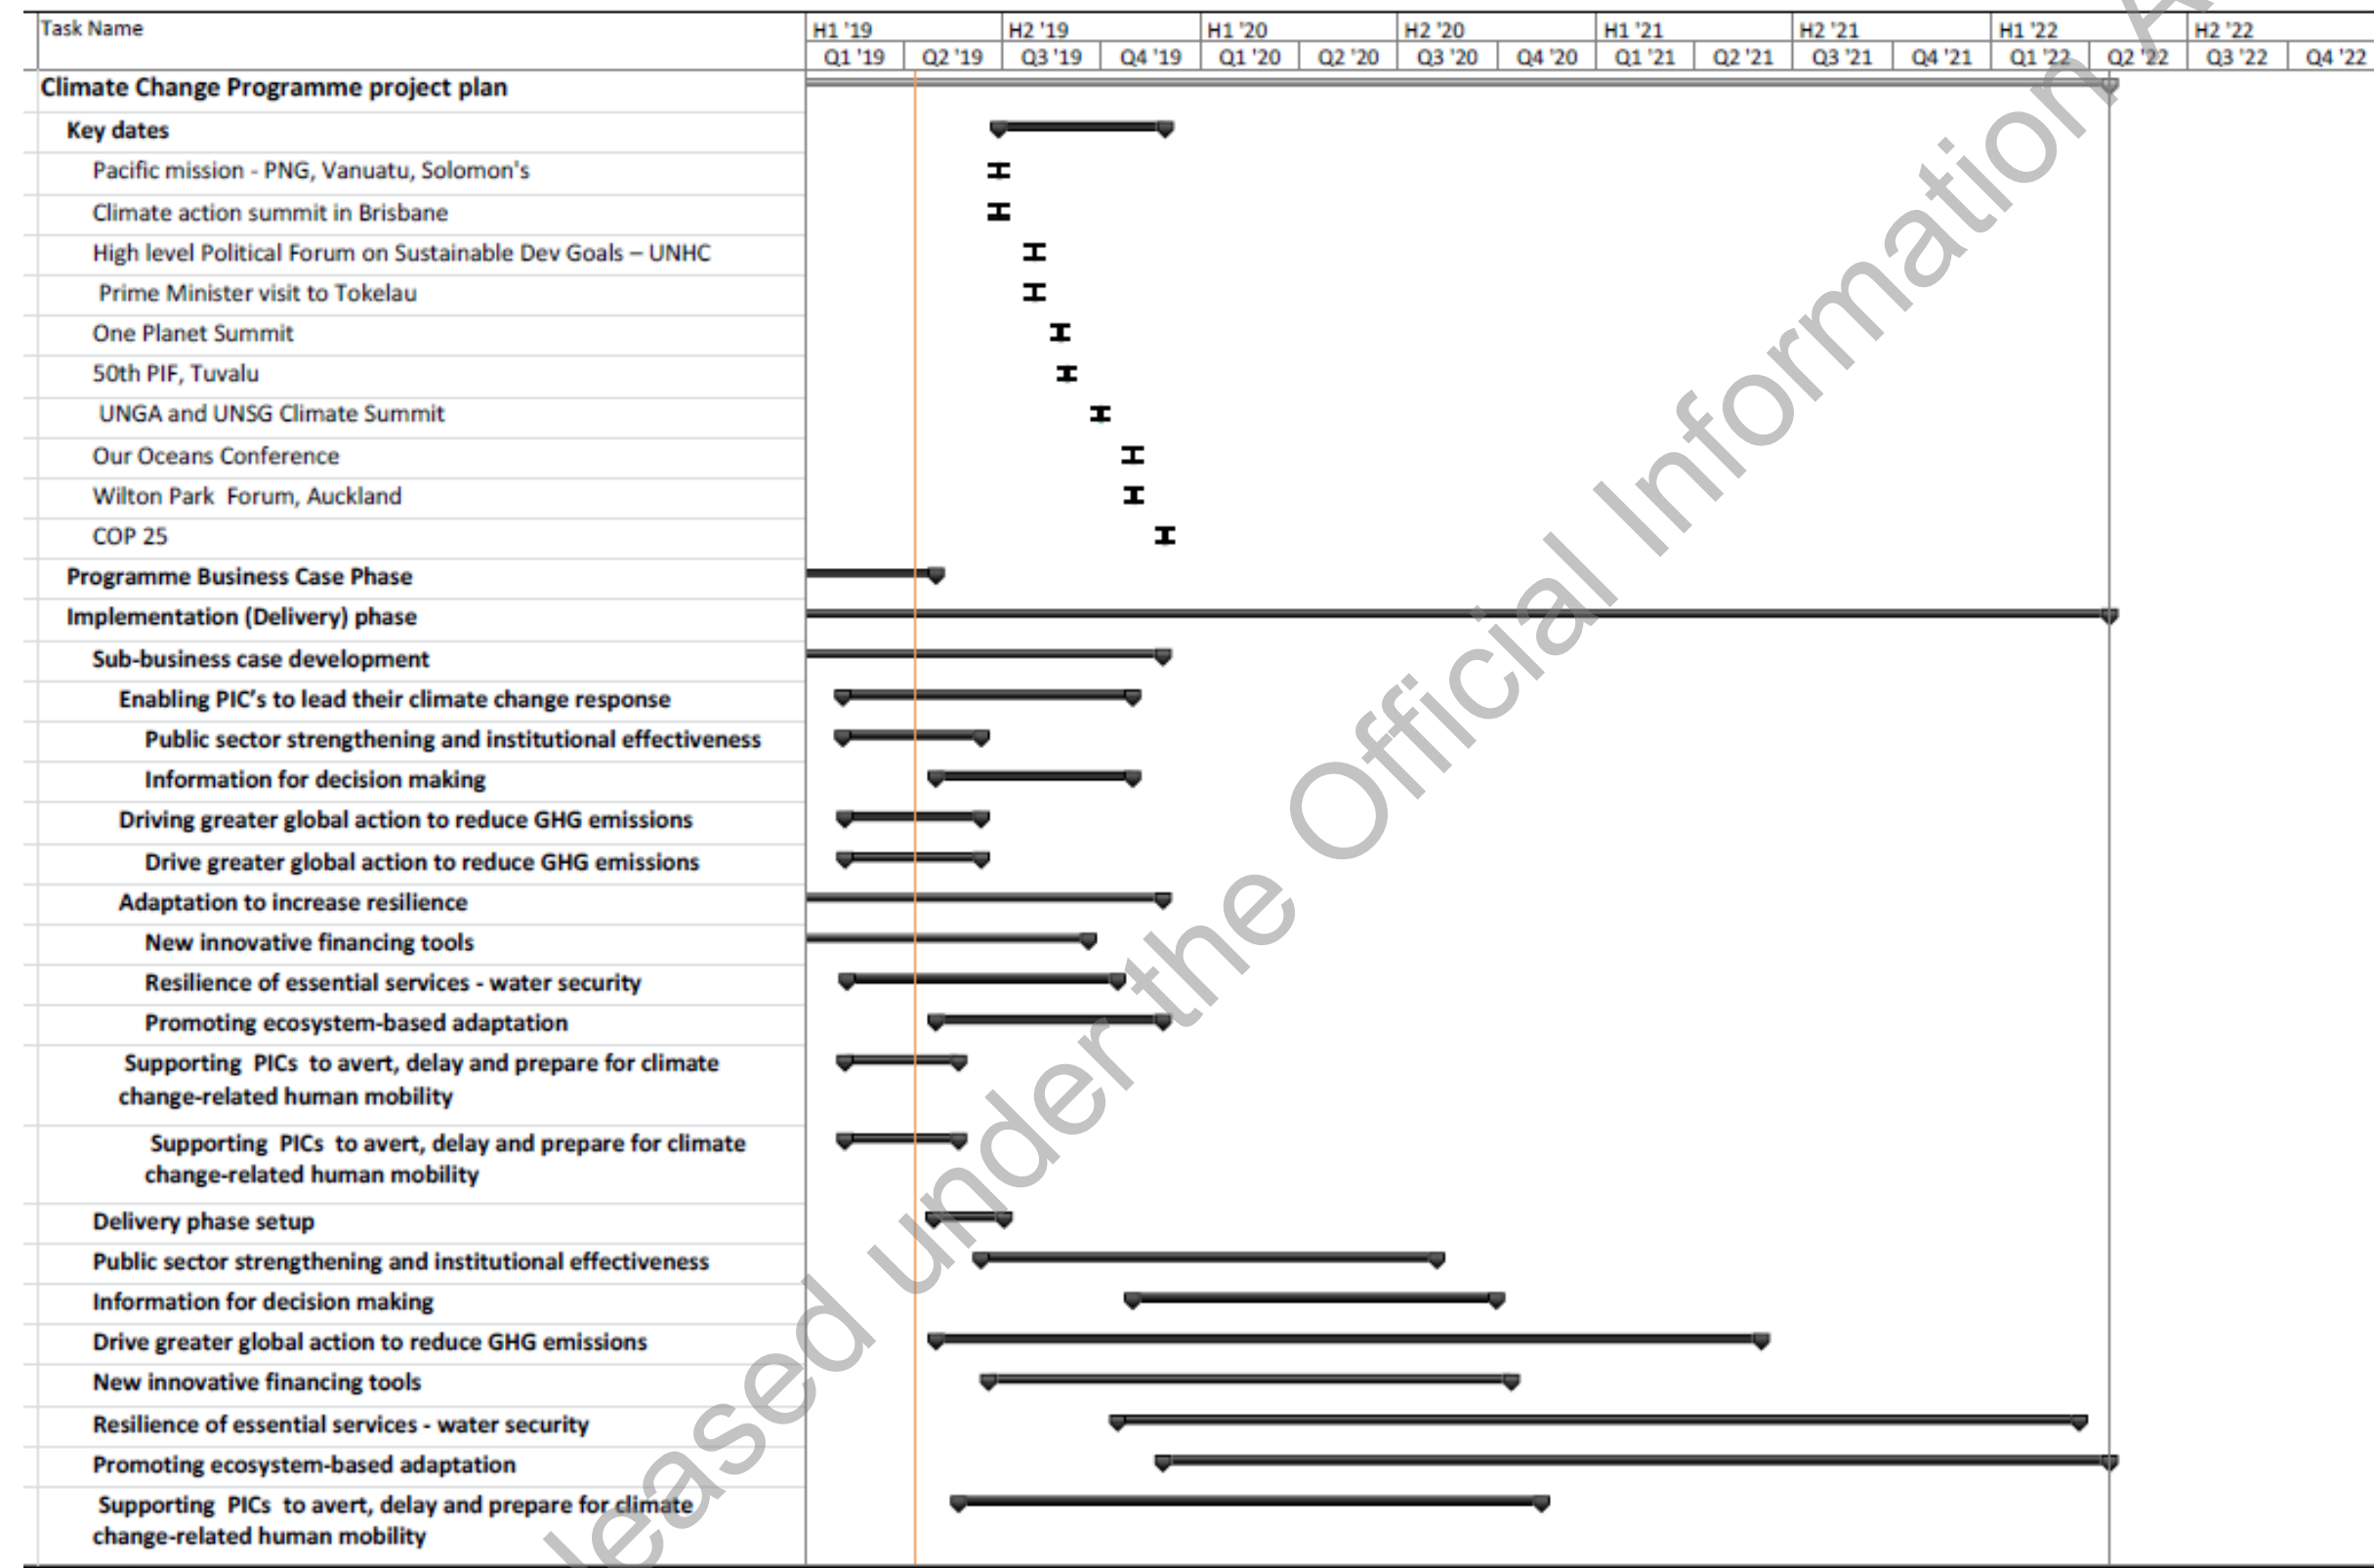 Task Name
H1 '19 H2 '19 H1 '20 H2 '20 H1 '21 H2 '21 H1 '22 H2 '22
Q1 '19 Q2 '19 Q3 '19 Q4 '19 Q1 '20 Q2 '20 Q3 '20 Q4 '20 Q1 '21 Q2 '21 Q3 '21 Q4 '21 Q1 '22 Q2 '22 Q3 '22 Q4 '22
Climate Change Programme project plan
Key dates
Pacific mission - PNG, Vanuatu, Solomon's
Climate action summit in Brisbane
High level Political Forum on Sustainable Dev Goals – UNHC
Prime Minister visit to Tokelau
One Planet Summit
50th PIF, Tuvalu
UNGA and UNSG Climate Summit
Our Oceans Conference
Wilton Park Forum, Auckland
COP 25
Programme Business Case Phase
Implementation (Delivery) phase
Sub-business case development
Enabling PIC's to lead their climate change response
Public sector strengthening and institutional effectiveness
Information for decision making
Driving greater global action to reduce GHG emissions
Drive greater global action to reduce GHG emissions
Adaptation to increase resilience
New innovative financing tools
Resilience of essential services - water security
Promoting ecosystem-based adaptation
Supporting PICs to avert, delay and prepare for climate
change-related human mobility
Supporting PICs to avert, delay and prepare for climate
change-related human mobility
Delivery phase setup
Public sector strengthening and institutional effectiveness
Information for decision making
Drive greater global action to reduce GHG emissions
New innovative financing tools
Resilience of essential services - water security
Promoting ecosystem-based adaptation
Supporting PICs to avert, delay and prepare for climate
change-related human mobility
leased under the Official Information A